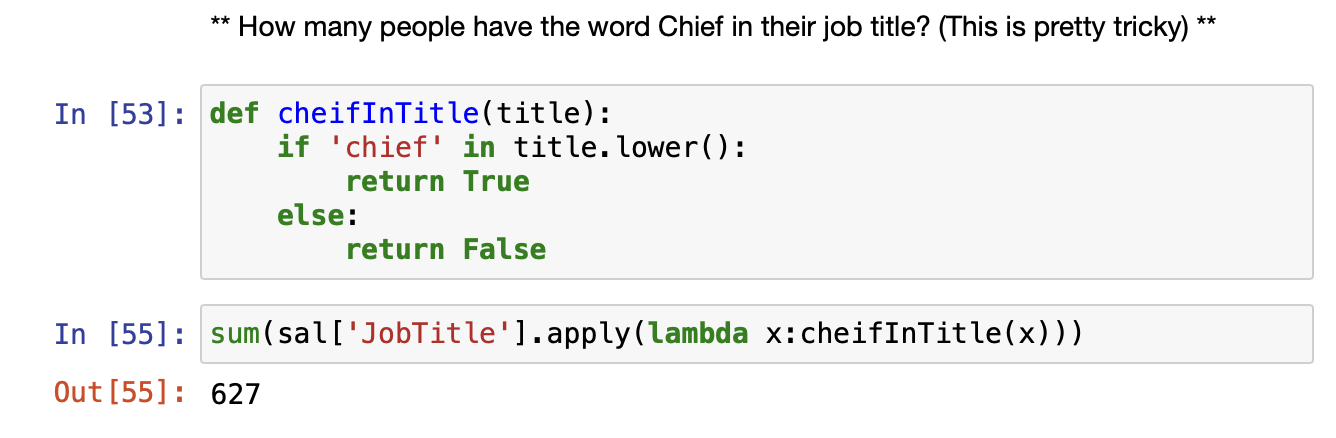 ** How many people have the word Chief in their job title? (This is pretty tricky) **
In [53]: def cheifInTitle(title):
    if 'chief' in title.lower():
        return True
    else:
        return False
In [55]: sum(sal['JobTitle'].apply(lambda x:cheifInTitle(x)))
Out[55]: 627